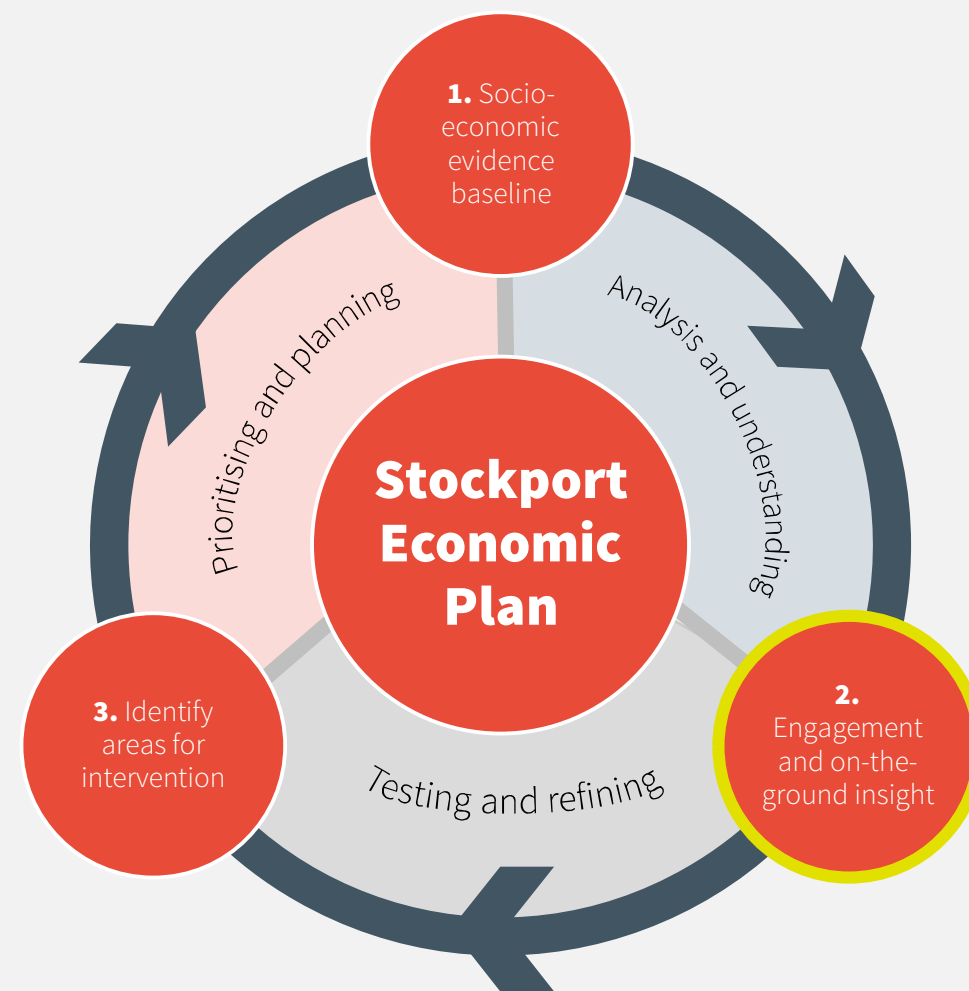 1. Socio-
economic
evidence
baseline
Prioritising and planning
Analysis and understanding
Stockport
Economic
Plan
3. Identify
areas for
intervention
2.
Engagement
and on-the-
ground insight
Testing and refining